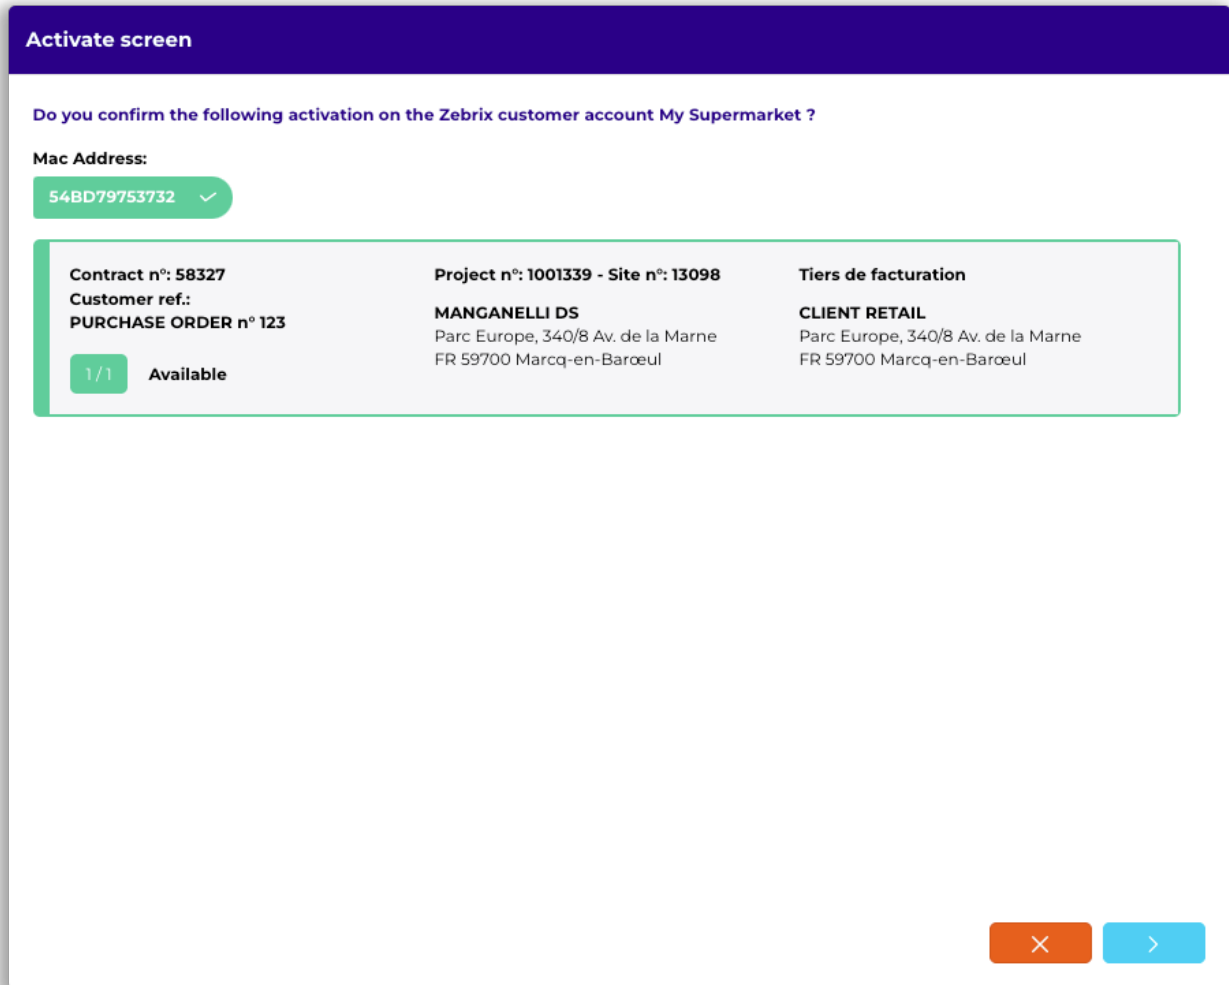 Activate screen
Do you confirm the following activation on the Zebrix customer account My Supermarket ?
Mac Address:
54BD79753732
Contract n°: 58327
Customer ref.:
PURCHASE ORDER n° 123
1 / 1 Available
Project n°: 1001339 - Site n°: 13098
MANGANELLI DS
Parc Europe, 340/8 Av. de la Marne
FR 59700 Marcq-en-Barœul
Tiers de facturation
CLIENT RETAIL
Parc Europe, 340/8 Av. de la Marne
FR 59700 Marcq-en-Barœul